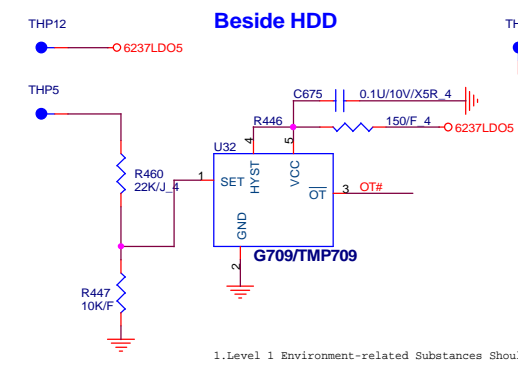 Beside HDD
THP12
TH
6237LDO5
THP5
C675
0.1U/10V/X5R_4
R446
150/F_4
6237LDO5
4
5
U32
R460
22K/J_4
1
SET
HYST
VCC
OT
3
OT#
GND
2
G709/TMP709
R447
10K/F
1.Level 1 Environment-related Substances Shoul